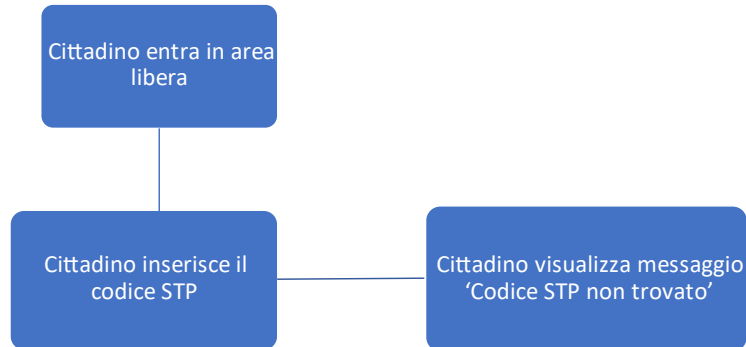 Cittadino entra in area
libera
Cittadino inserisce il
codice STP
Cittadino visualizza messaggio
‘Codice STP non trovato’